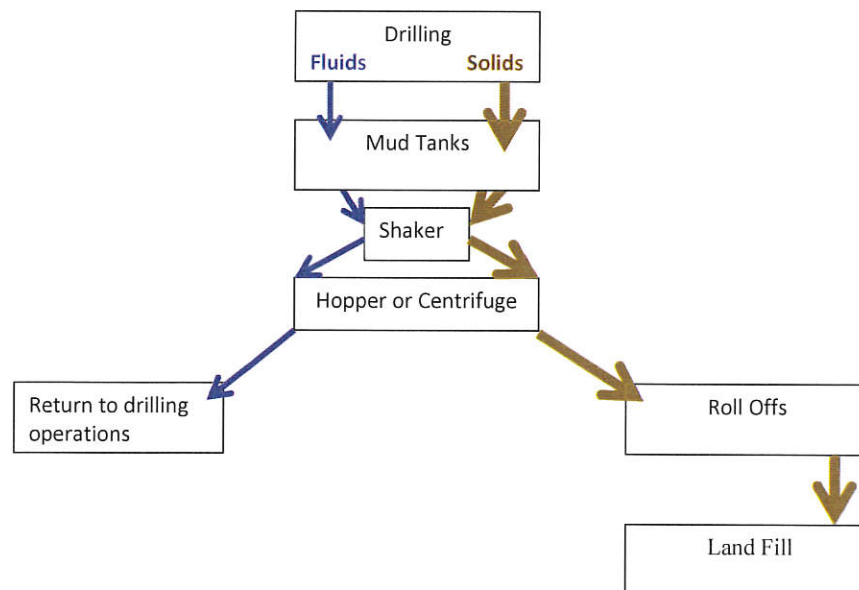 Drilling
Fluids Solids
Mud Tanks
Shaker
Hopper or Centrifuge
Return to drilling
operations
Roll Offs
Land Fill